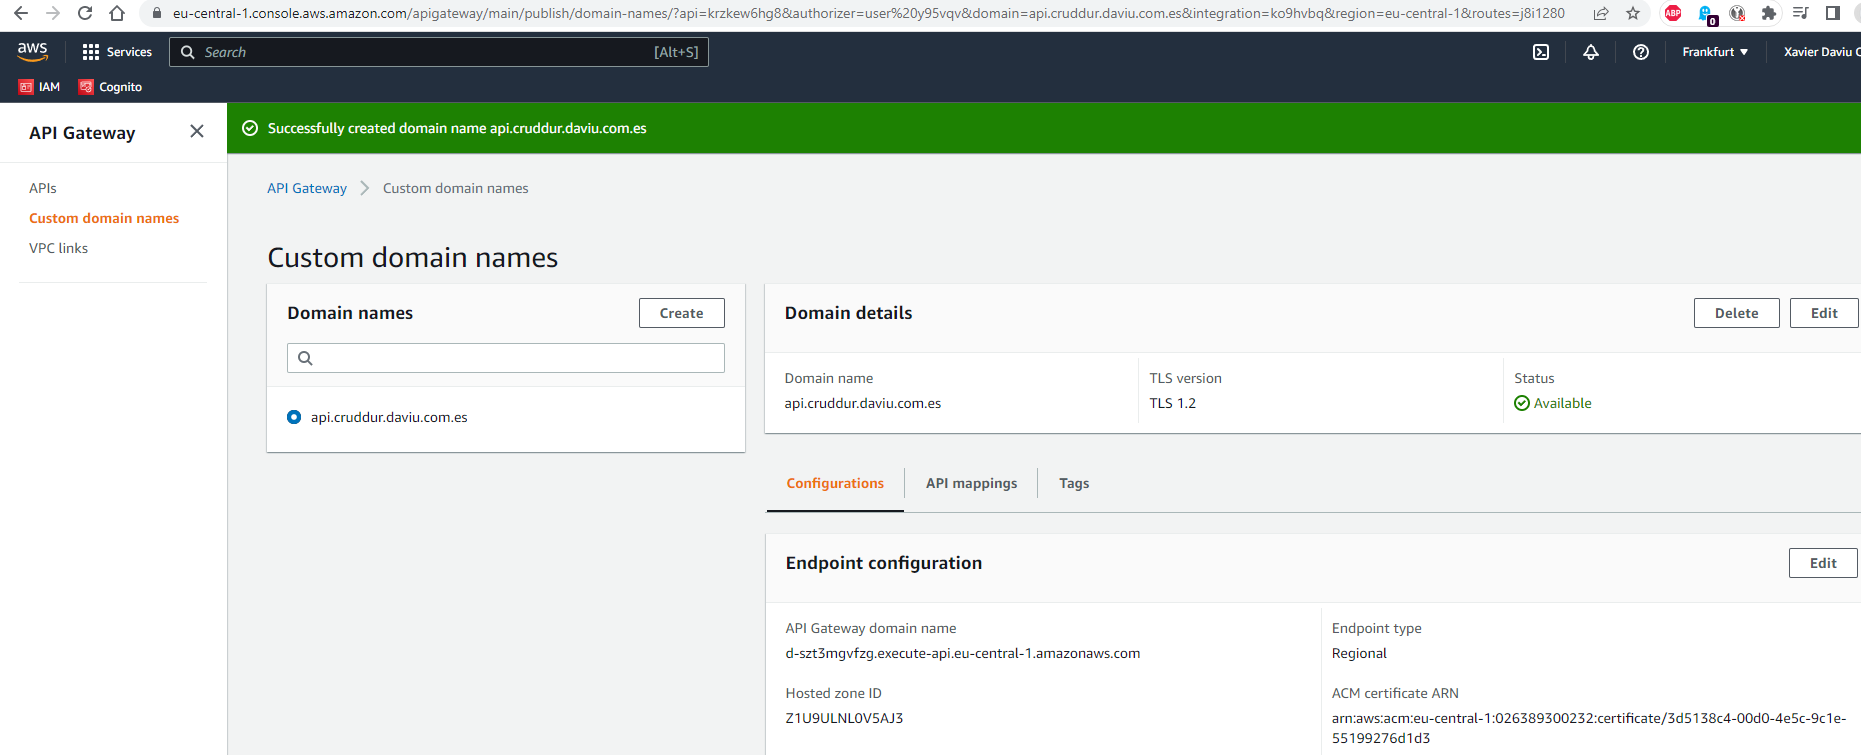 eu-central-1.console.aws.amazon.com/apigateway/main/publish/domain-names/?api=krzkew6hg8&authorizer=user%20y95vqv&domain=api.cruddur.daviu.com.es&integration=ko9hvbq&region=eu-central-1&routes=j8i1280
ABP
0
aws
Services
Search
[Alt+S]
Frankfurt
Xavier Daviu
IAM
Cognito
API Gateway
Successfully created domain name api.cruddur.daviu.com.es
APIs
Custom domain names
VPC links
API Gateway
Custom domain names
Custom domain names
Domain names
Create
api.cruddur.daviu.com.es
Domain details
Delete
Edit
Domain name
TLS version
Status
api.cruddur.daviu.com.es
TLS 1.2
Available
Configurations
API mappings
Tags
Endpoint configuration
Edit
API Gateway domain name
Endpoint type
d-szt3mgvfzg.execute-api.eu-central-1.amazonaws.com
Regional
Hosted zone ID
ACM certificate ARN
Z1U9ULNL0V5AJ3
arn:aws:acm:eu-central-1:026389300232:certificate/3d5138c4-00d0-4e5c-9c1e-
55199276d1d3